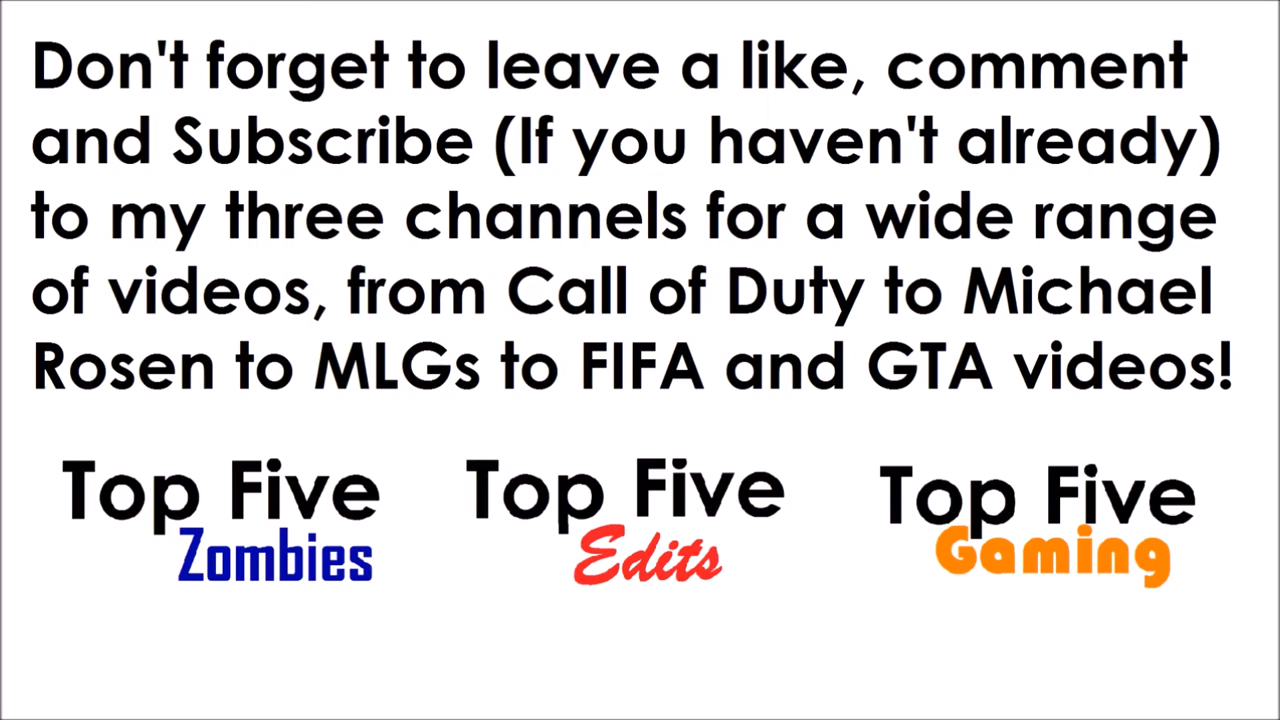 Don't forget to leave a like, comment
and Subscribe (If you haven't already)
to my three channels for a wide range
of videos, from Call of Duty to Michael
Rosen to MLGs to FIFA and GTA videos!
Top Five
Zombies
Top Five
Edits
Top Five
Gaming